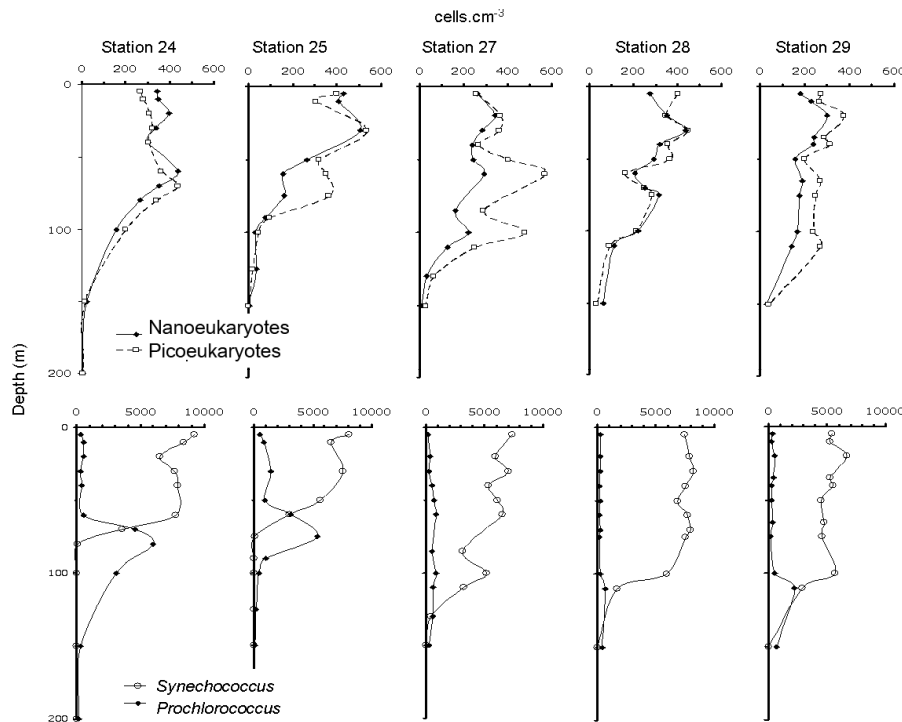 cells.cm-3
Station 24 Station 25 Station 27 Station 28 Station 29
0 200 400 600 0 200 400 600 0 200 400 600 0 200 400 600 0 200 400 600
0
100
200
Nanoeukaryotes
Picoeukaryotes
Depth (m)
0 5000 10000 0 5000 10000 0 5000 10000 0 5000 10000 0 5000 10000
0
100
200
Synechococcus
Prochlorococcus